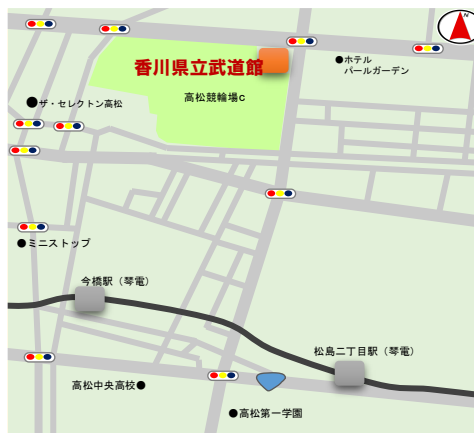 N
香川県立武道館
●ホテル
パールガーデン
高松競輪場c
●ザ・セレクトン高松
●ミニストップ
今橋駅（琴電）
松島二丁目駅（琴電）
高松中央高校●
●高松第一学園